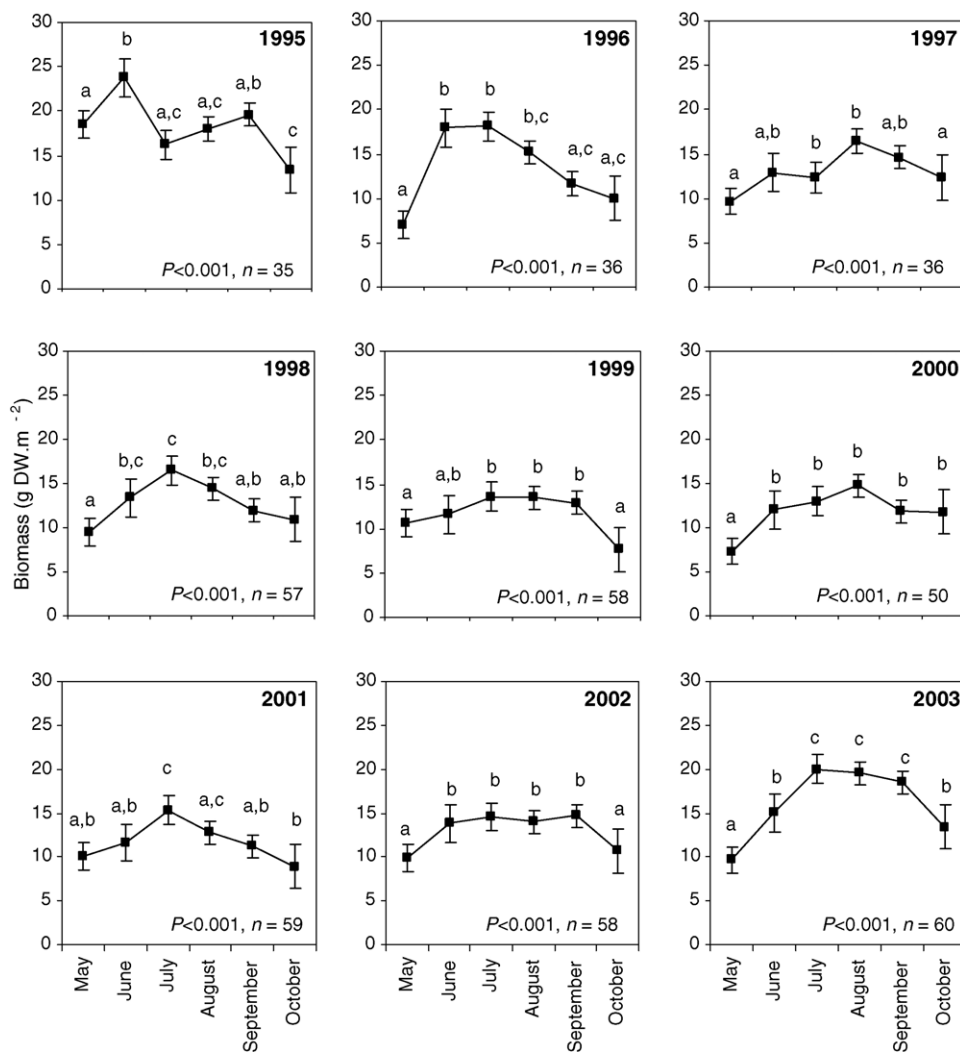 30
25
20
15
10
5
0
1995
a
b
a,c
a,c
a,b
c
P<0.001, n = 35
30
25
20
15
10
5
0
1996
a
b
b
b,c
a,c
a,c
P<0.001, n = 36
30
25
20
15
10
5
0
1997
a
a,b
b
b
a,b
a
P<0.001, n = 36
Biomass (g DW.m⁻²)
30
25
20
15
10
5
0
1998
a
b,c
c
b,c
a,b
a,b
P<0.001, n = 57
30
25
20
15
10
5
0
1999
a
a,b
b
b
b
a
P<0.001, n = 58
30
25
20
15
10
5
0
2000
a
b
b
b
b
b
P<0.001, n = 50
30
25
20
15
10
5
0
2001
a,b
a,b
c
a,c
a,b
b
P<0.001, n = 59
May
June
July
August
September
October
30
25
20
15
10
5
0
2002
a
b
b
b
b
a
P<0.001, n = 58
May
June
July
August
September
October
30
25
20
15
10
5
0
2003
a
b
c
c
c
b
P<0.001, n = 60
May
June
July
August
September
October